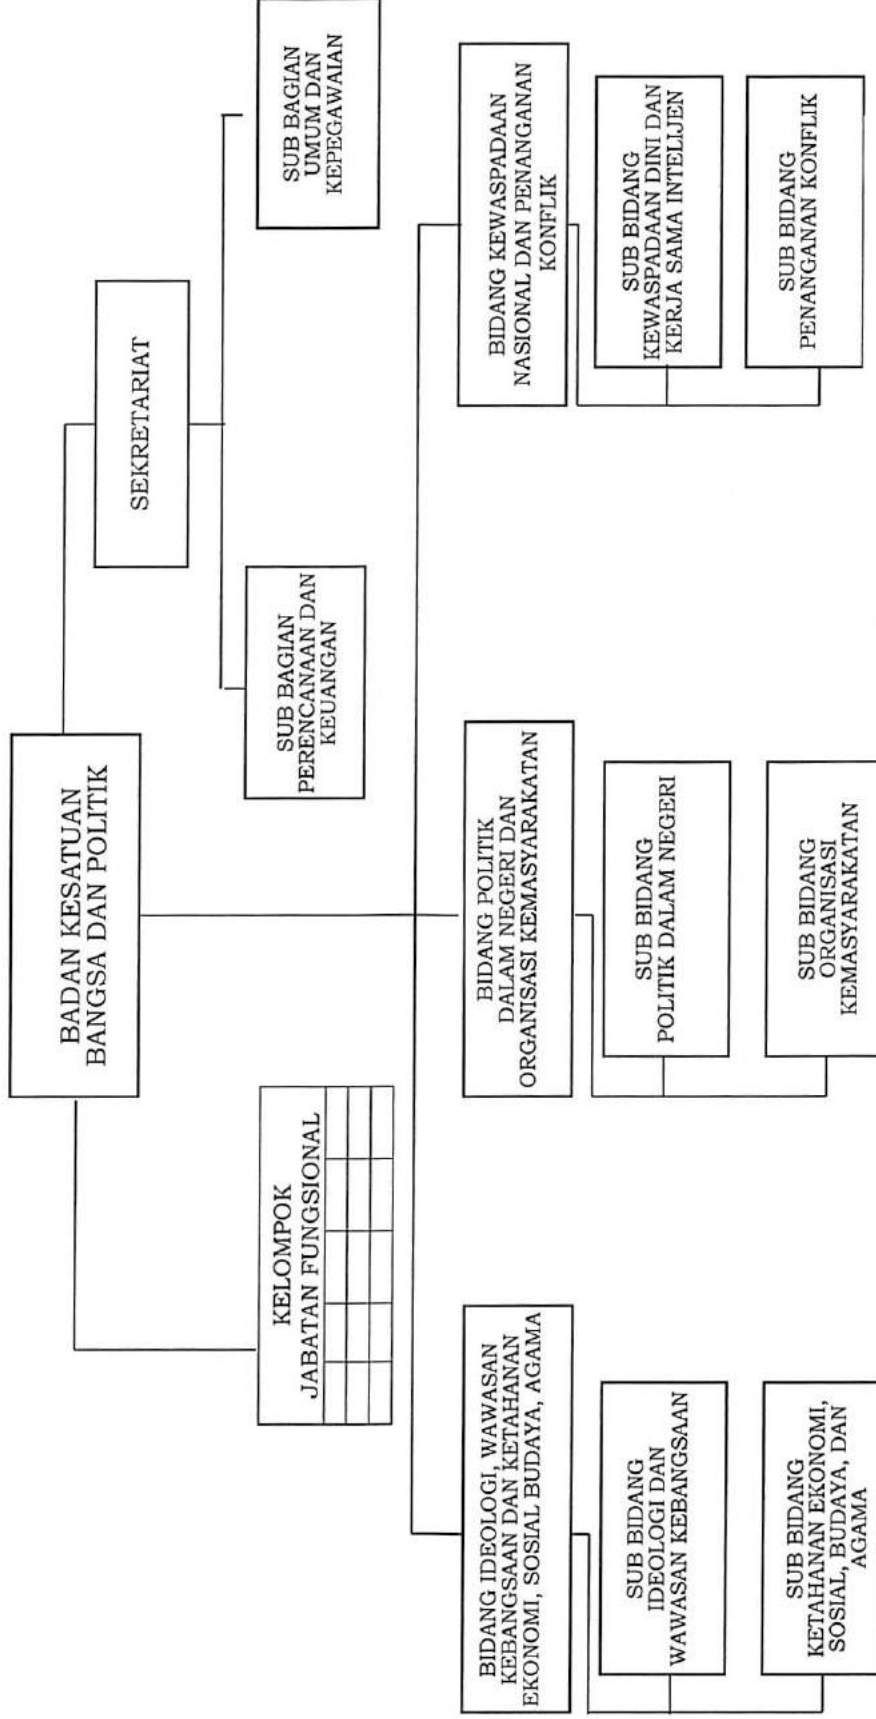 BADAN KESATUAN
BANGSA DAN POLITIK
SEKRETARIAT
KELOMPOK
JABATAN FUNGSIONAL
SUB BAGIAN
PERENCANAAN DAN
KEUANGAN
SUB BAGIAN
UMUM DAN
KEPEGAWAIAN
BIDANG IDEOLOGI, WAWASAN
KEBANGSAAN DAN KETAHANAN
EKONOMI, SOSIAL BUDAYA, AGAMA
BIDANG POLITIK
DALAM NEGERI DAN
ORGANISASI KEMASYARAKATAN
BIDANG KEWASPADAAN
NASIONAL DAN PENANGANAN
KONFLIK
SUB BIDANG
IDEOLOGI DAN
WAWASAN KEBANGSAAN
SUB BIDANG
POLITIK DALAM NEGERI
SUB BIDANG
KEWASPADAAN DINI DAN
KERJA SAMA INTELIJEN
SUB BIDANG
KETAHANAN EKONOMI,
SOSIAL, BUDAYA, DAN
AGAMA
SUB BIDANG
ORGANISASI
KEMASYARAKATAN
SUB BIDANG
PENANGANAN KONFLIK